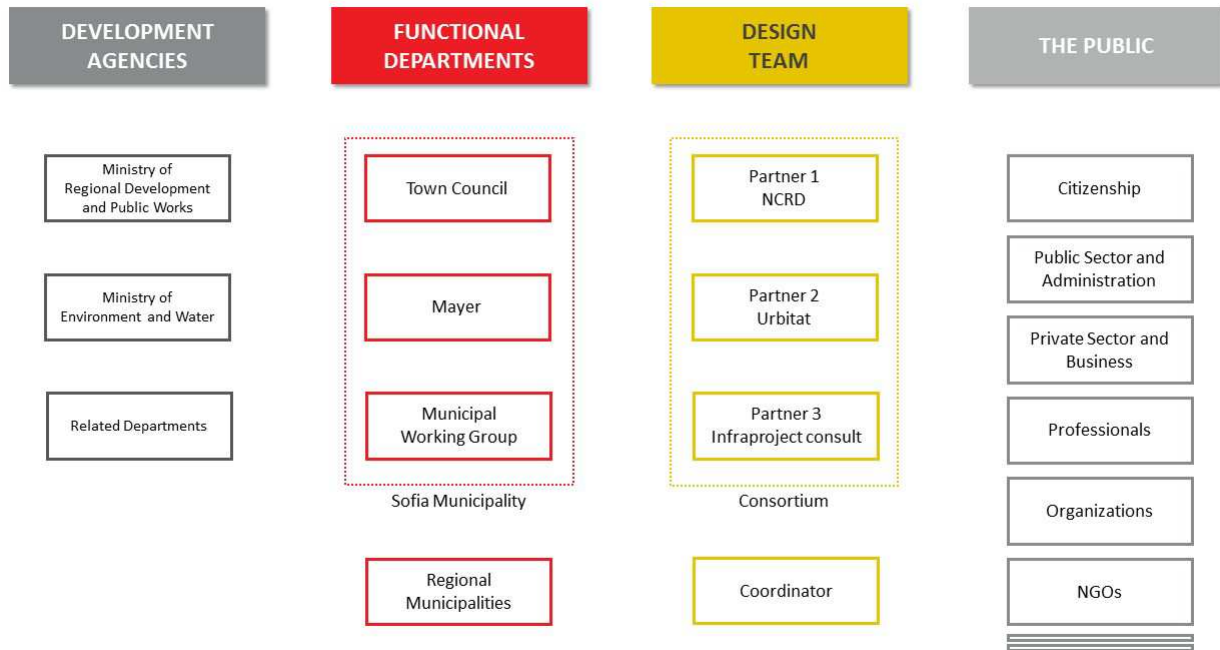 DEVELOPMENT
AGENCIES
FUNCTIONAL
DEPARTMENTS
DESIGN
TEAM
THE PUBLIC
Ministry of
Regional Development
and Public Works
Ministry of
Environment and Water
Related Departments
Town Council
Mayer
Municipal
Working Group
Sofia Municipality
Regional
Municipalities
Partner 1
NCRD
Partner 2
Urbitat
Partner 3
Infraproject consult
Consortium
Coordinator
Citizenship
Public Sector and
Administration
Private Sector and
Business
Professionals
Organizations
NGOs